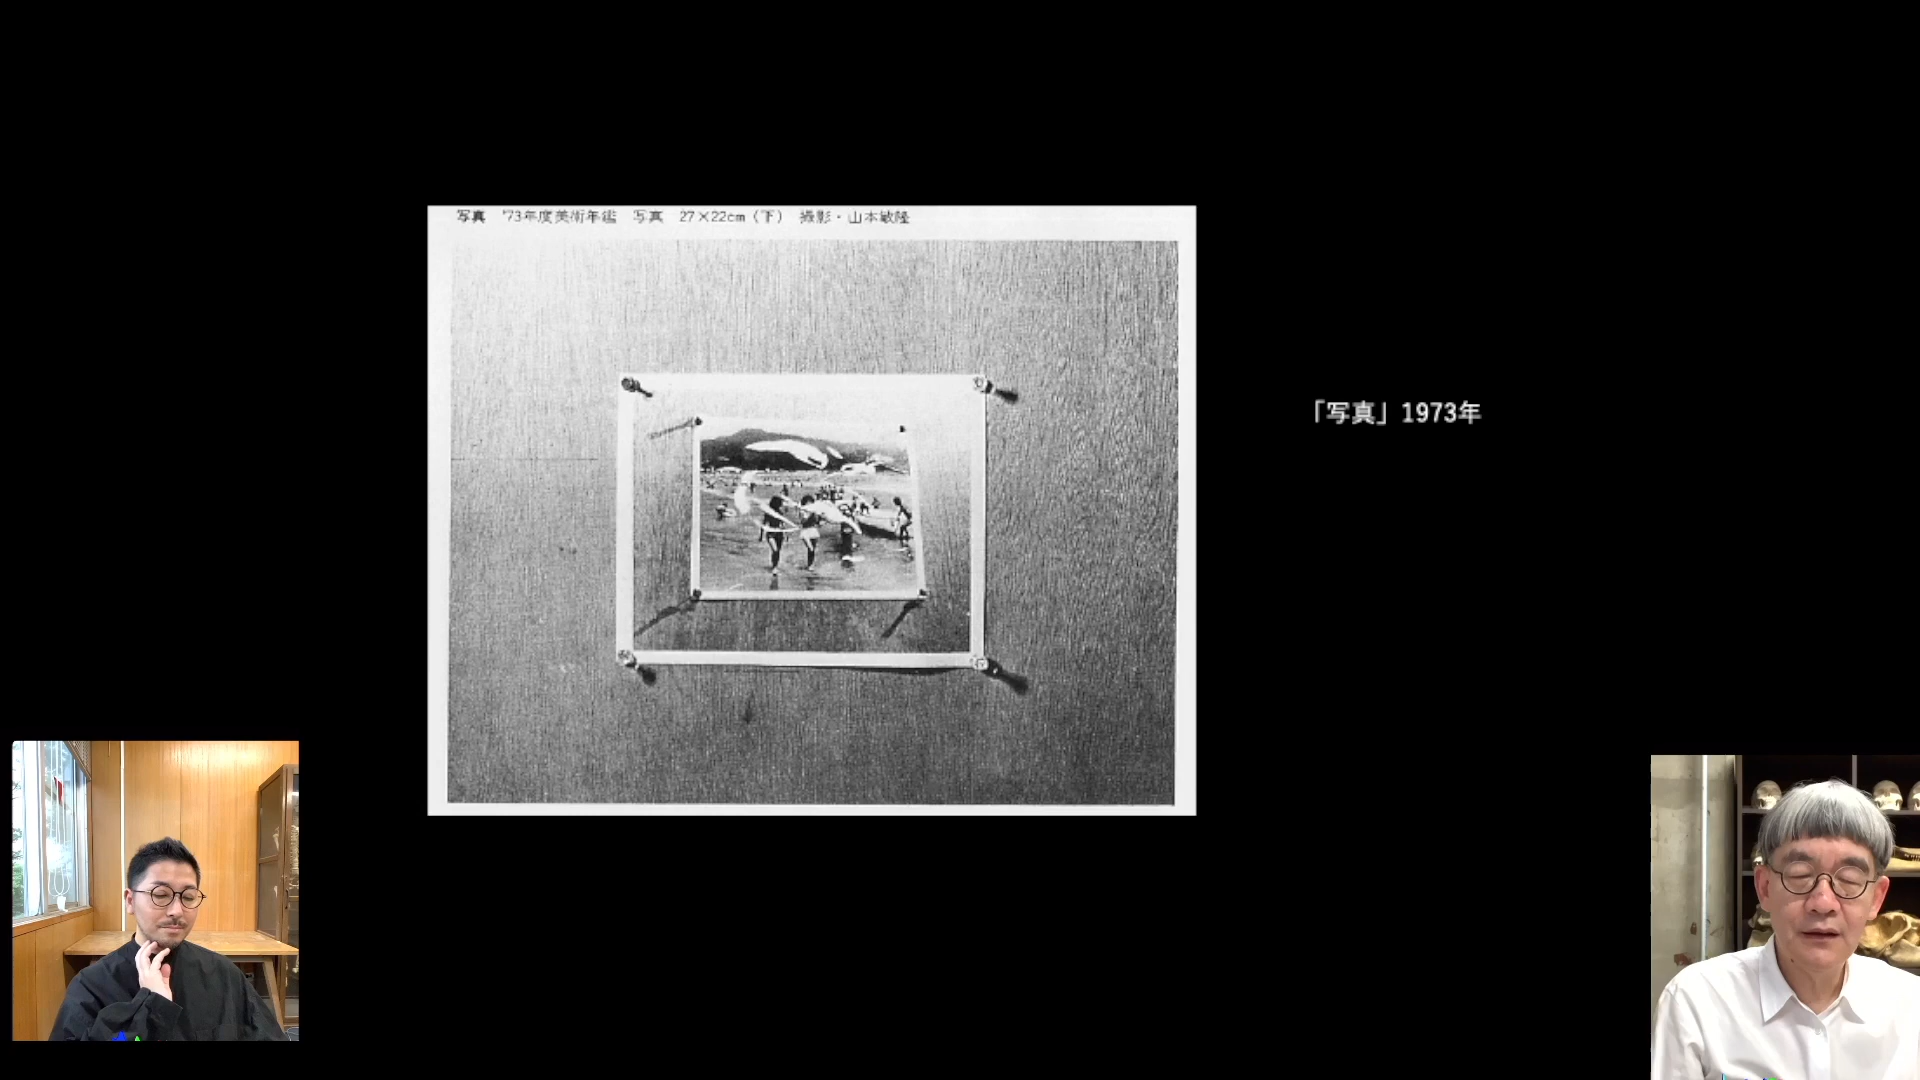 写真 '73年度美術年鑑 写真 27×22cm（下） 撮影・山本敏隆
「写真」1973年